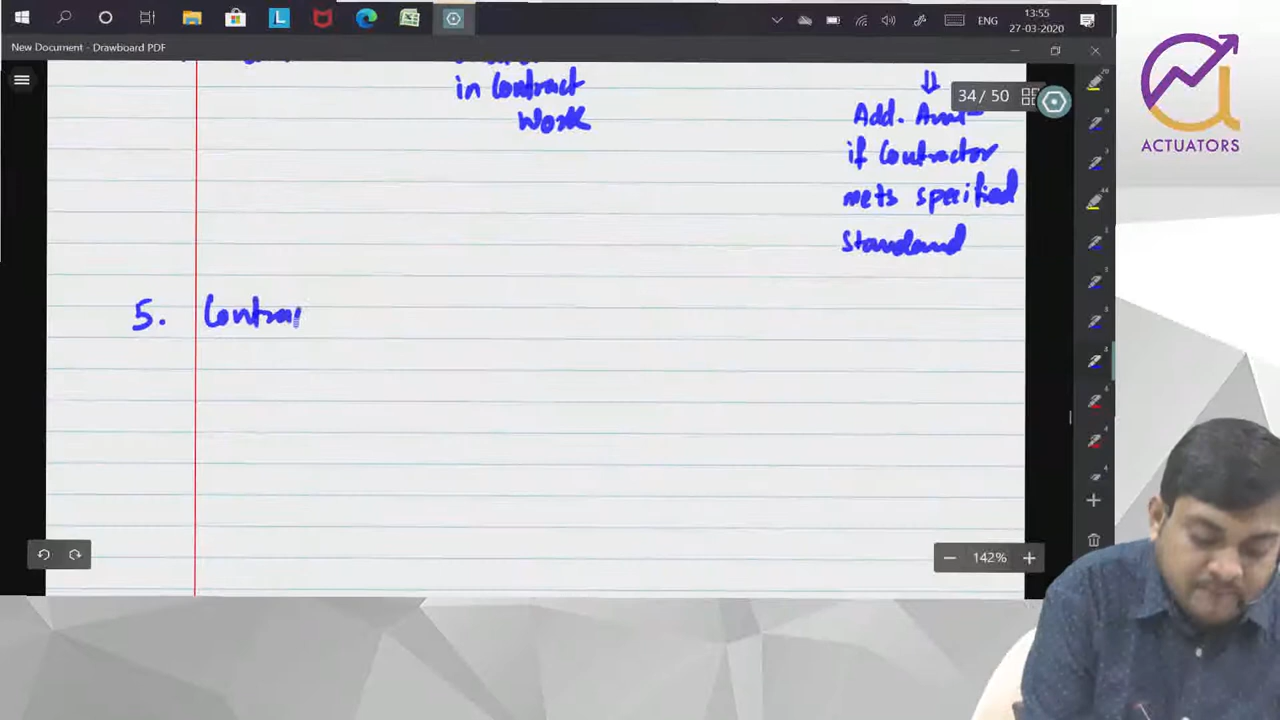 13:55
ENG
27-03-2020
New Document - Drawboard PDF
34 / 50
in Contract
Work
Add. Amt
if Contractor
mets specified
standard
5. Contra
142%
ACTUATORS